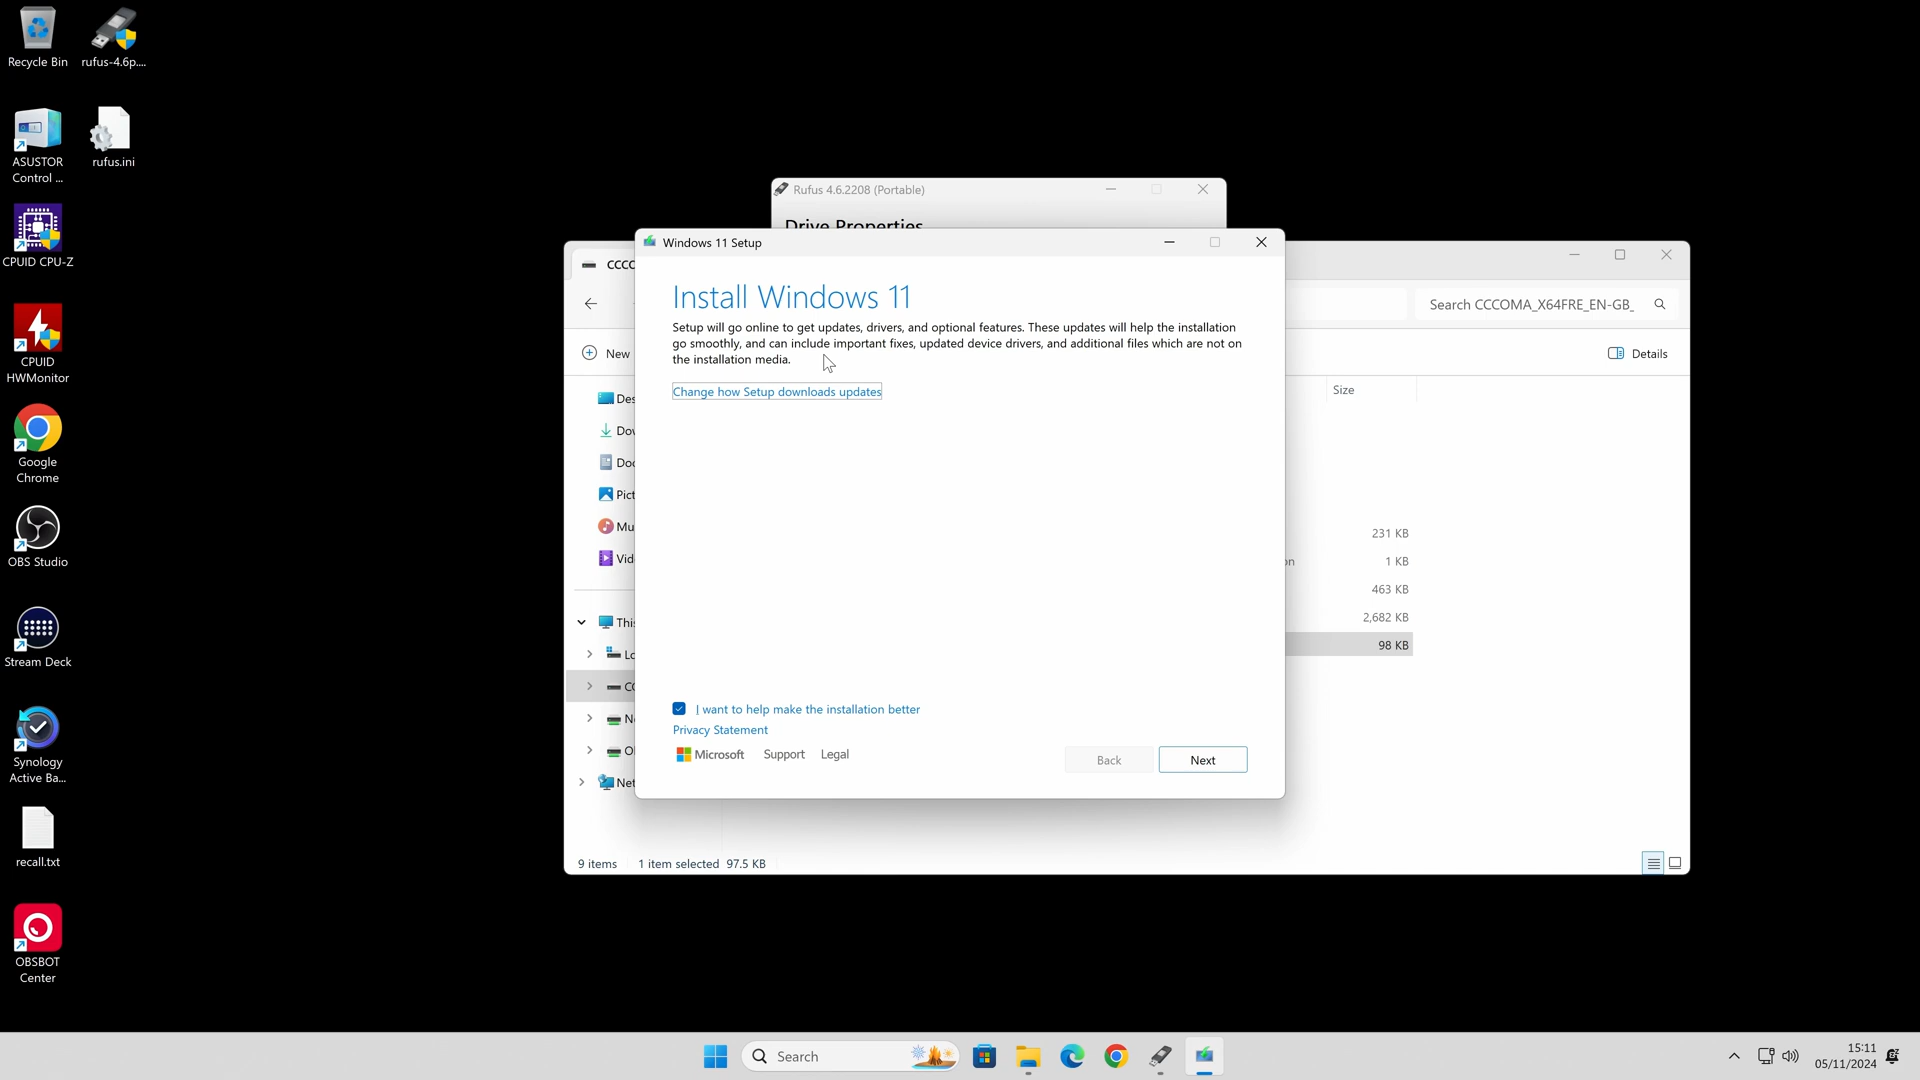 Recycle Bin
rufus-4.6p....
ASUSTOR
Control ...
rufus.ini
CPUID CPU-Z
CPUID
HWMonitor
Google
Chrome
OBS Studio
Stream Deck
Synology
Active Ba...
recall.txt
OBSBOT
Center
Rufus 4.6.2208 (Portable)
Drive Properties
Windows 11 Setup
Install Windows 11
Setup will go online to get updates, drivers, and optional features. These updates will help the installation
go smoothly, and can include important fixes, updated device drivers, and additional files which are not on
the installation media.
Change how Setup downloads updates
I want to help make the installation better
Privacy Statement
Microsoft Support Legal
Back Next
Search CCCOMA_X64FRE_EN-GB_
New
Details
Size
231 KB
1 KB
463 KB
2,682 KB
98 KB
9 items 1 item selected 97.5 KB
Search
15:11
05/11/2024